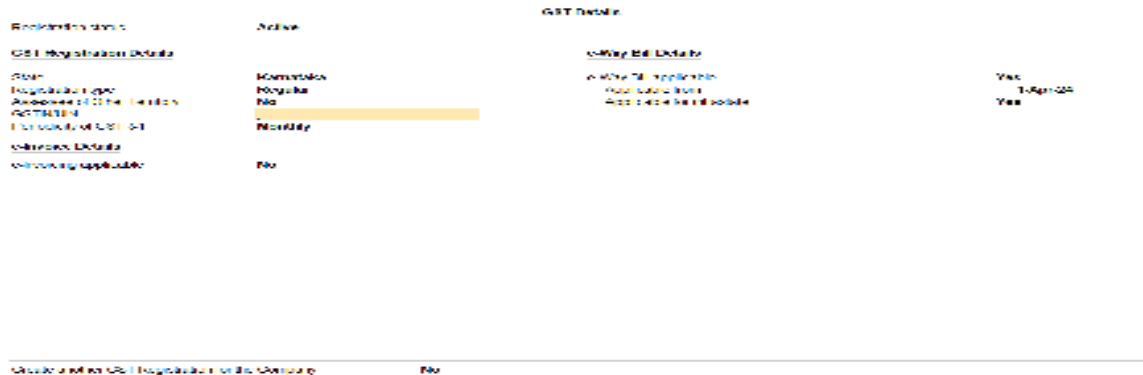 GST Details
Registration status Active
GST Registration Details
State Karnataka
Registration type Regular
Assessee of Other Territory No
GSTIN/UIN
Periodicity of GSTR-1 Monthly
e-Invoice Details
e-Invoicing applicable No
e-Way Bill Details
e-Way Bill applicable Yes
Applicable from 1-Apr-24
Applicable for intrastate Yes
Create another GST Registration for the Company No